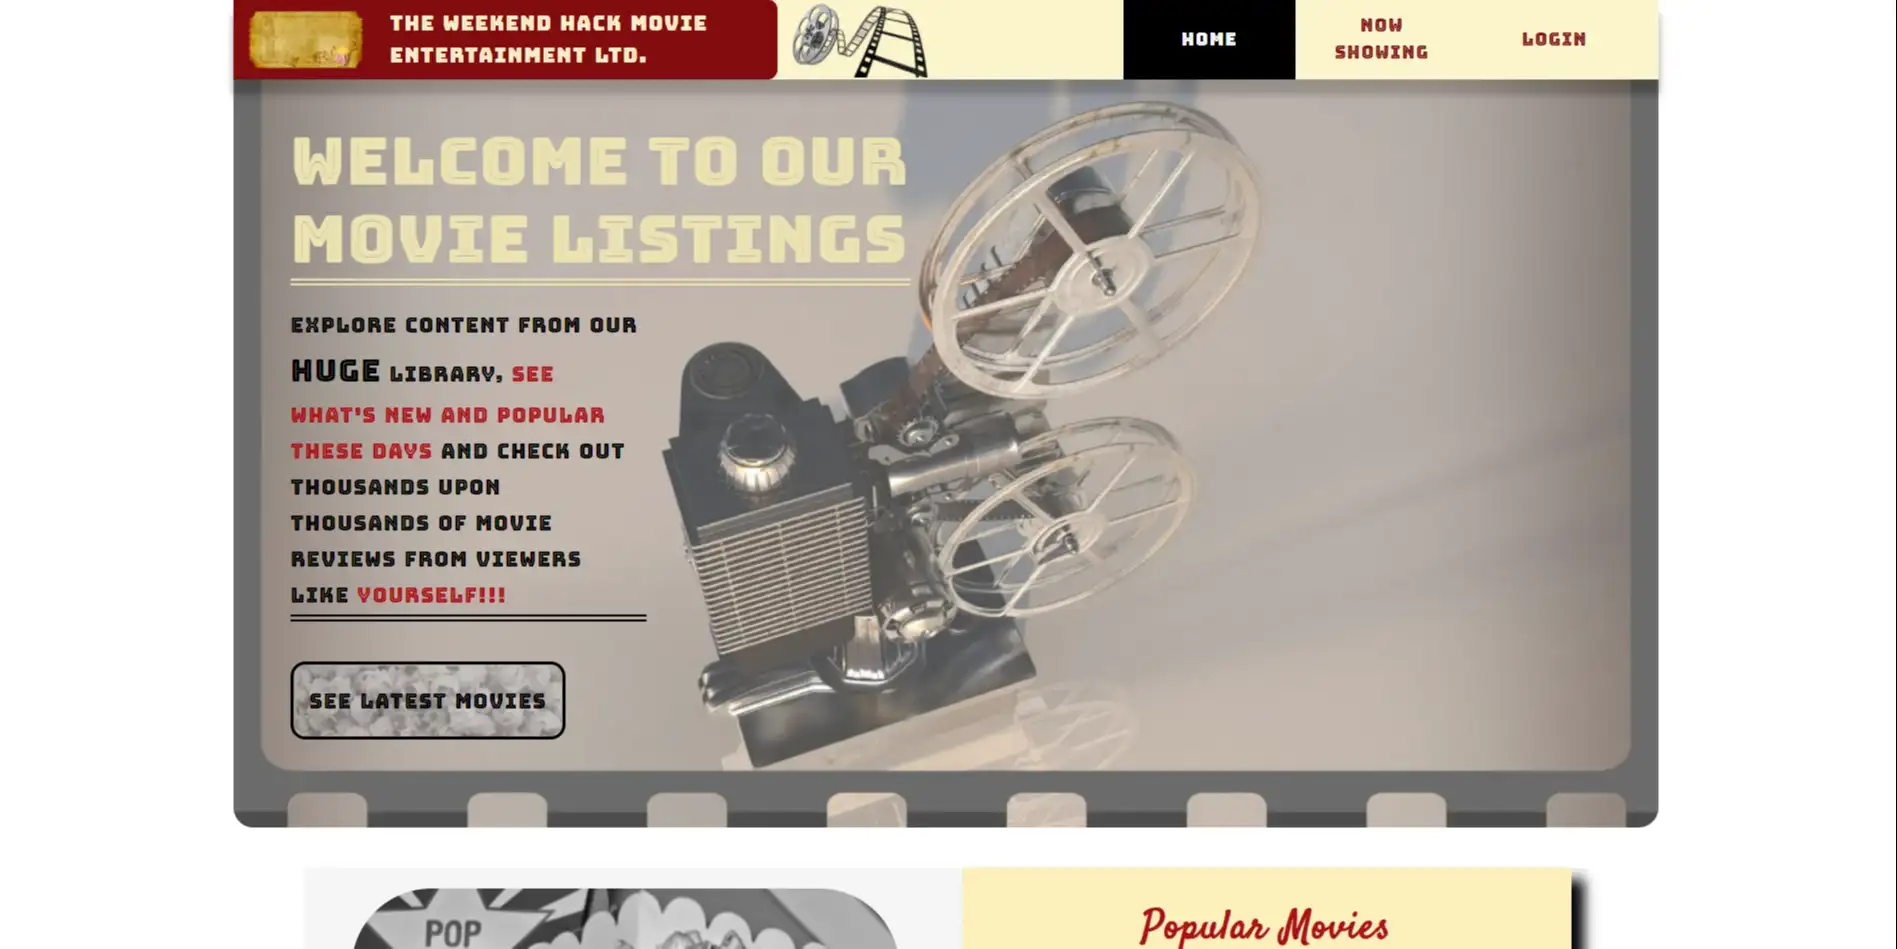 THE WEEKEND HACK MOVIE
ENTERTAINMENT LTD.
HOME
NOW
SHOWING
LOGIN
WELCOME TO OUR
MOVIE LISTINGS
EXPLORE CONTENT FROM OUR
HUGE LIBRARY, SEE
WHAT'S NEW AND POPULAR
THESE DAYS AND CHECK OUT
THOUSANDS UPON
THOUSANDS OF MOVIE
REVIEWS FROM VIEWERS
LIKE YOURSELF!!!
SEE LATEST MOVIES
POP
Popular Movies